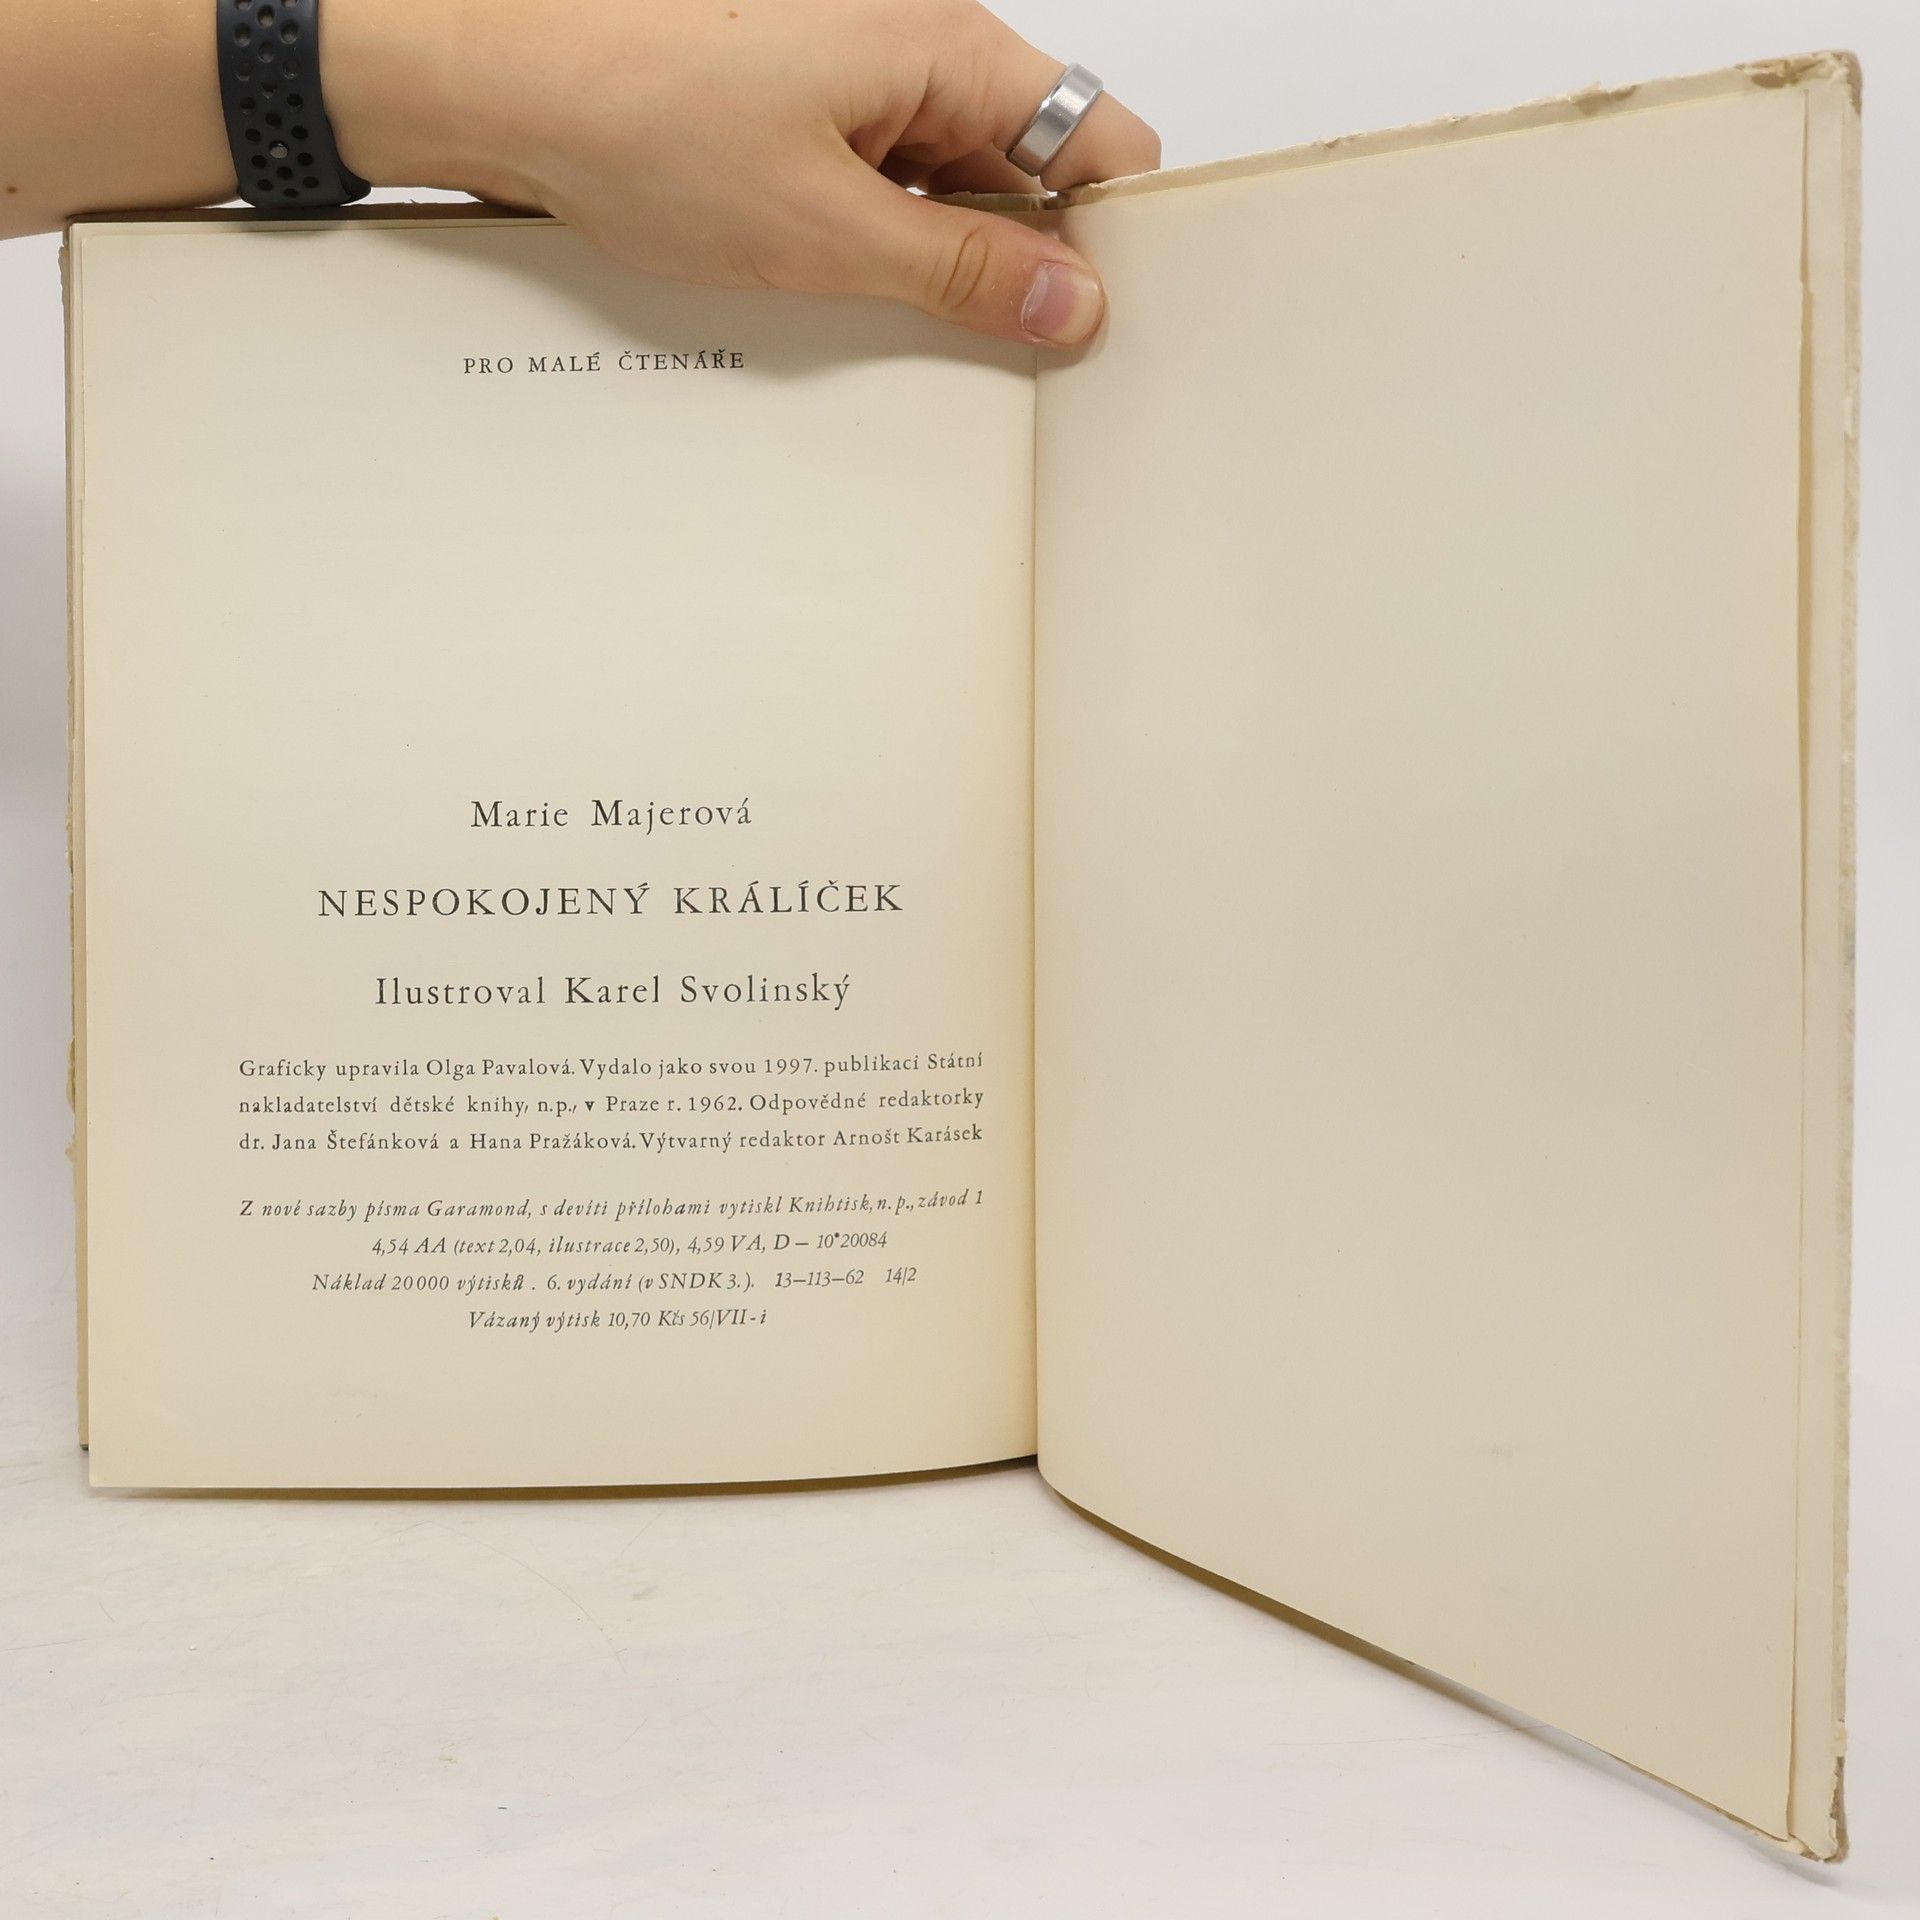 PRO MALÉ ČTENÁŘE
Marie Majerová
NESPOKOJENÝ KRÁLÍČEK
Ilustroval Karel Svolinský
Graficky upravila Olga Pavalová. Vydalo jako svou 1997. publikaci Státní
nakladatelství dětské knihy, n.p., v Praze r. 1962. Odpovědné redaktorky
dr. Jana Štefánková a Hana Pražáková. Výtvarný redaktor Arnošt Karásek
Z nové sazby písma Garamond, s devíti přílohami vytiskl Knihtisk, n. p., závod 1
4,54 AA (text 2,04, ilustrace 2,50), 4,59 VA, D – 10*20084
Náklad 20000 výtisků . 6. vydání (v SNDK 3.). 13–113–62 14/2
Vázaný výtisk 10,70 Kčs 56/VII - i